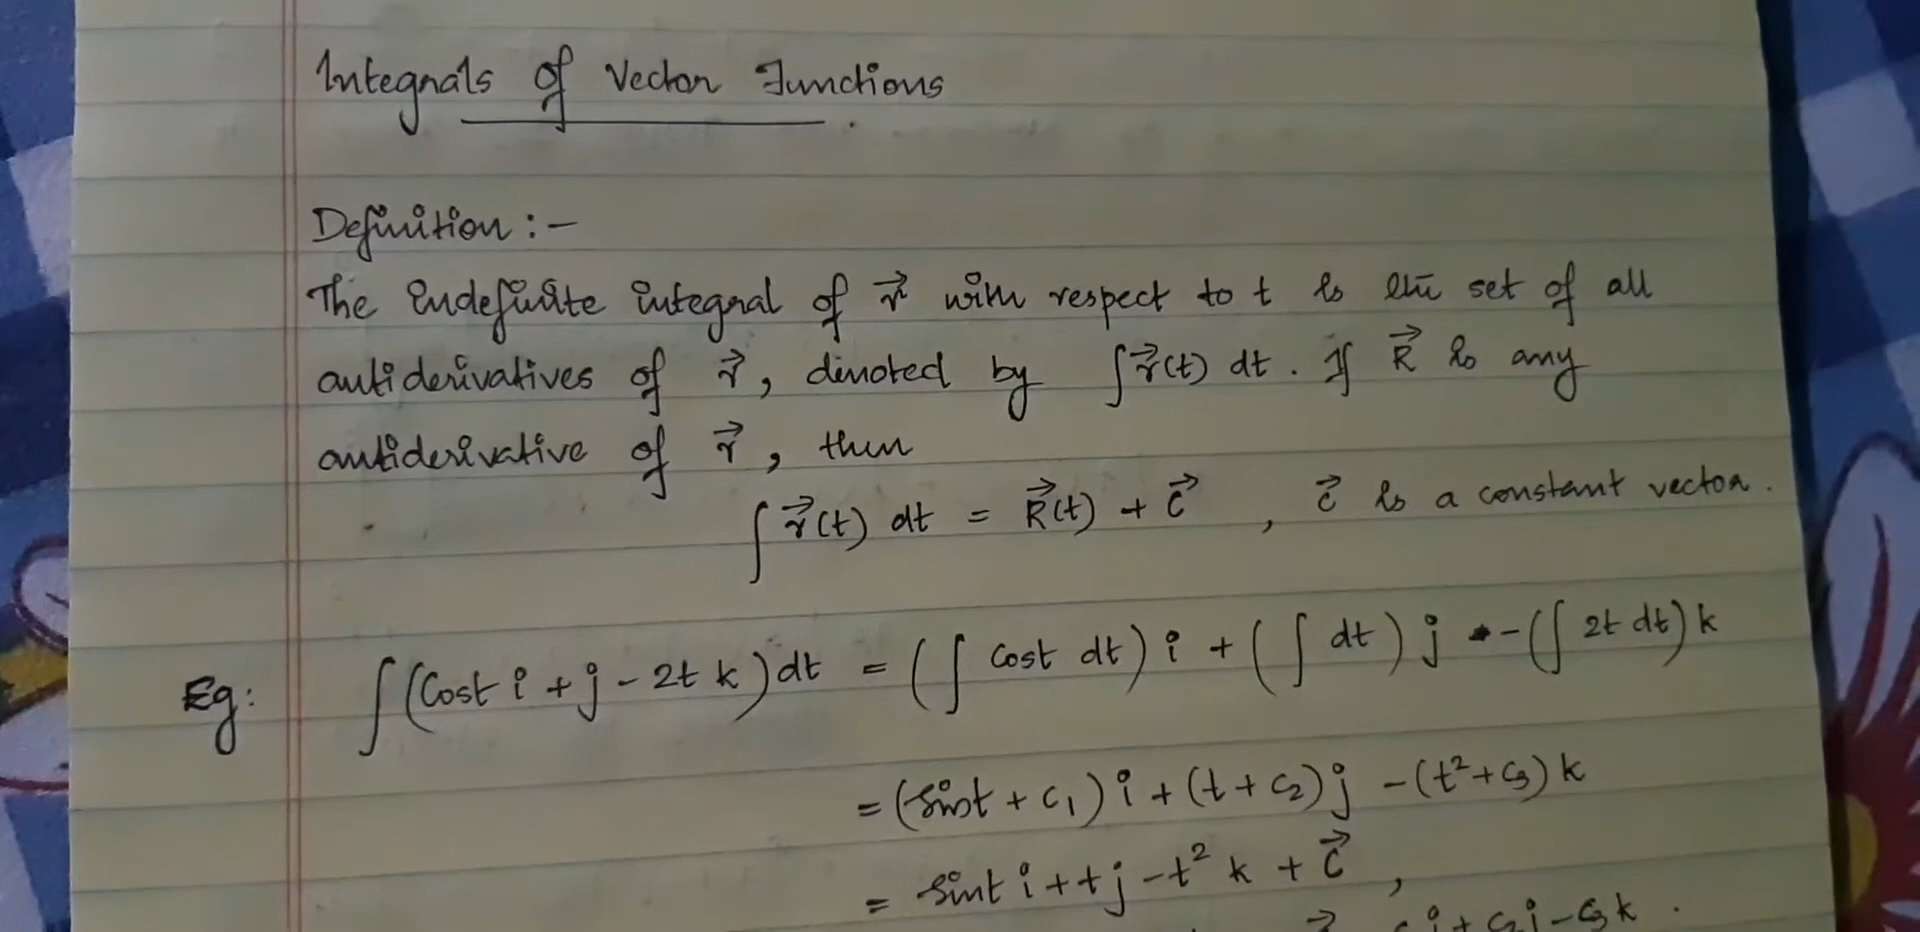 Integrals of Vector Functions
Definition :-
The indefinite integral of r⃗ with respect to t is the set of all
antiderivatives of r⃗, denoted by ∫r⃗(t) dt. If R⃗ is any
antiderivative of r⃗, then
∫ r⃗(t) dt = R⃗(t) + C⃗ , c⃗ is a constant vector.
Eg: ∫(Cost i + j - 2t k)dt = (∫ Cost dt) i + (∫ dt) j -(∫ 2t dt) k
= (sint + c₁) i + (t + c₂) j - (t² + c₃) k
= sint i + t j - t² k + C⃗ ,
i + c₂j - c₃k .